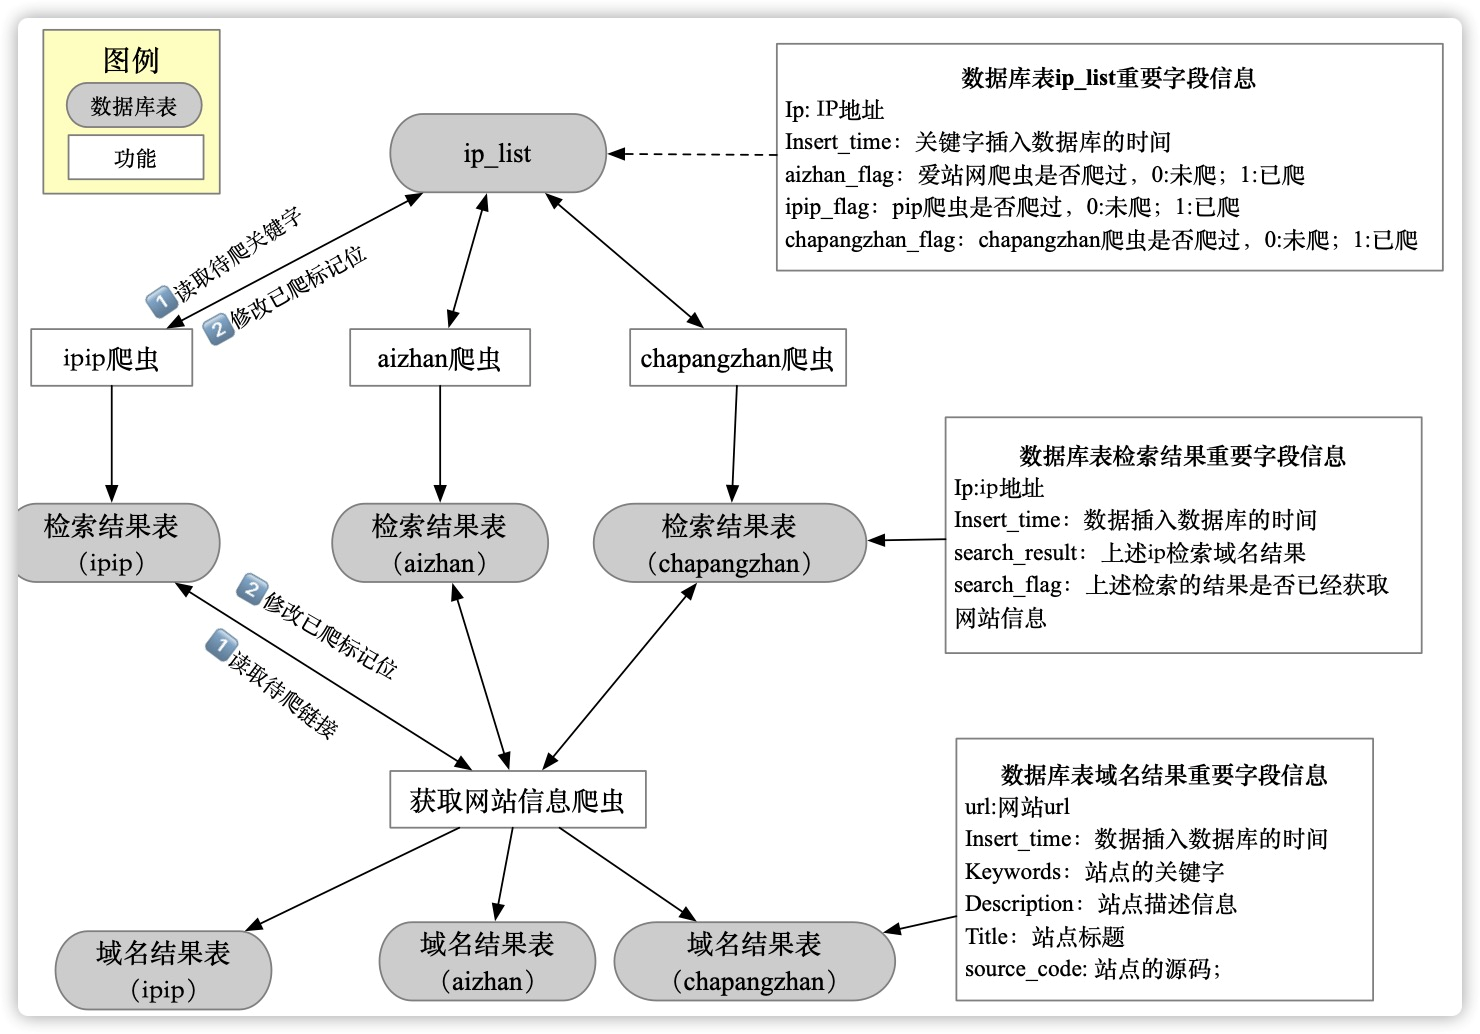 图例
数据库表
功能
ip_list
数据库表ip_list重要字段信息
Ip: IP地址
Insert_time：关键字插入数据库的时间
aizhan_flag：爱站网爬虫是否爬过，0:未爬；1:已爬
ipip_flag：pip爬虫是否爬过，0:未爬；1:已爬
chapangzhan_flag：chapangzhan爬虫是否爬过，0:未爬；1:已爬
1读取待爬关键字
2修改已爬标记位
ipip爬虫
aizhan爬虫
chapangzhan爬虫
检索结果表
（ipip）
检索结果表
（aizhan）
检索结果表
（chapangzhan）
数据库表检索结果重要字段信息
Ip:ip地址
Insert_time：数据插入数据库的时间
search_result：上述ip检索域名结果
search_flag：上述检索的结果是否已经获取
网站信息
2修改已爬标记位
1读取待爬链接
获取网站信息爬虫
数据库表域名结果重要字段信息
url:网站url
Insert_time：数据插入数据库的时间
Keywords：站点的关键字
Description：站点描述信息
Title：站点标题
source_code: 站点的源码；
域名结果表
（ipip）
域名结果表
（aizhan）
域名结果表
（chapangzhan）